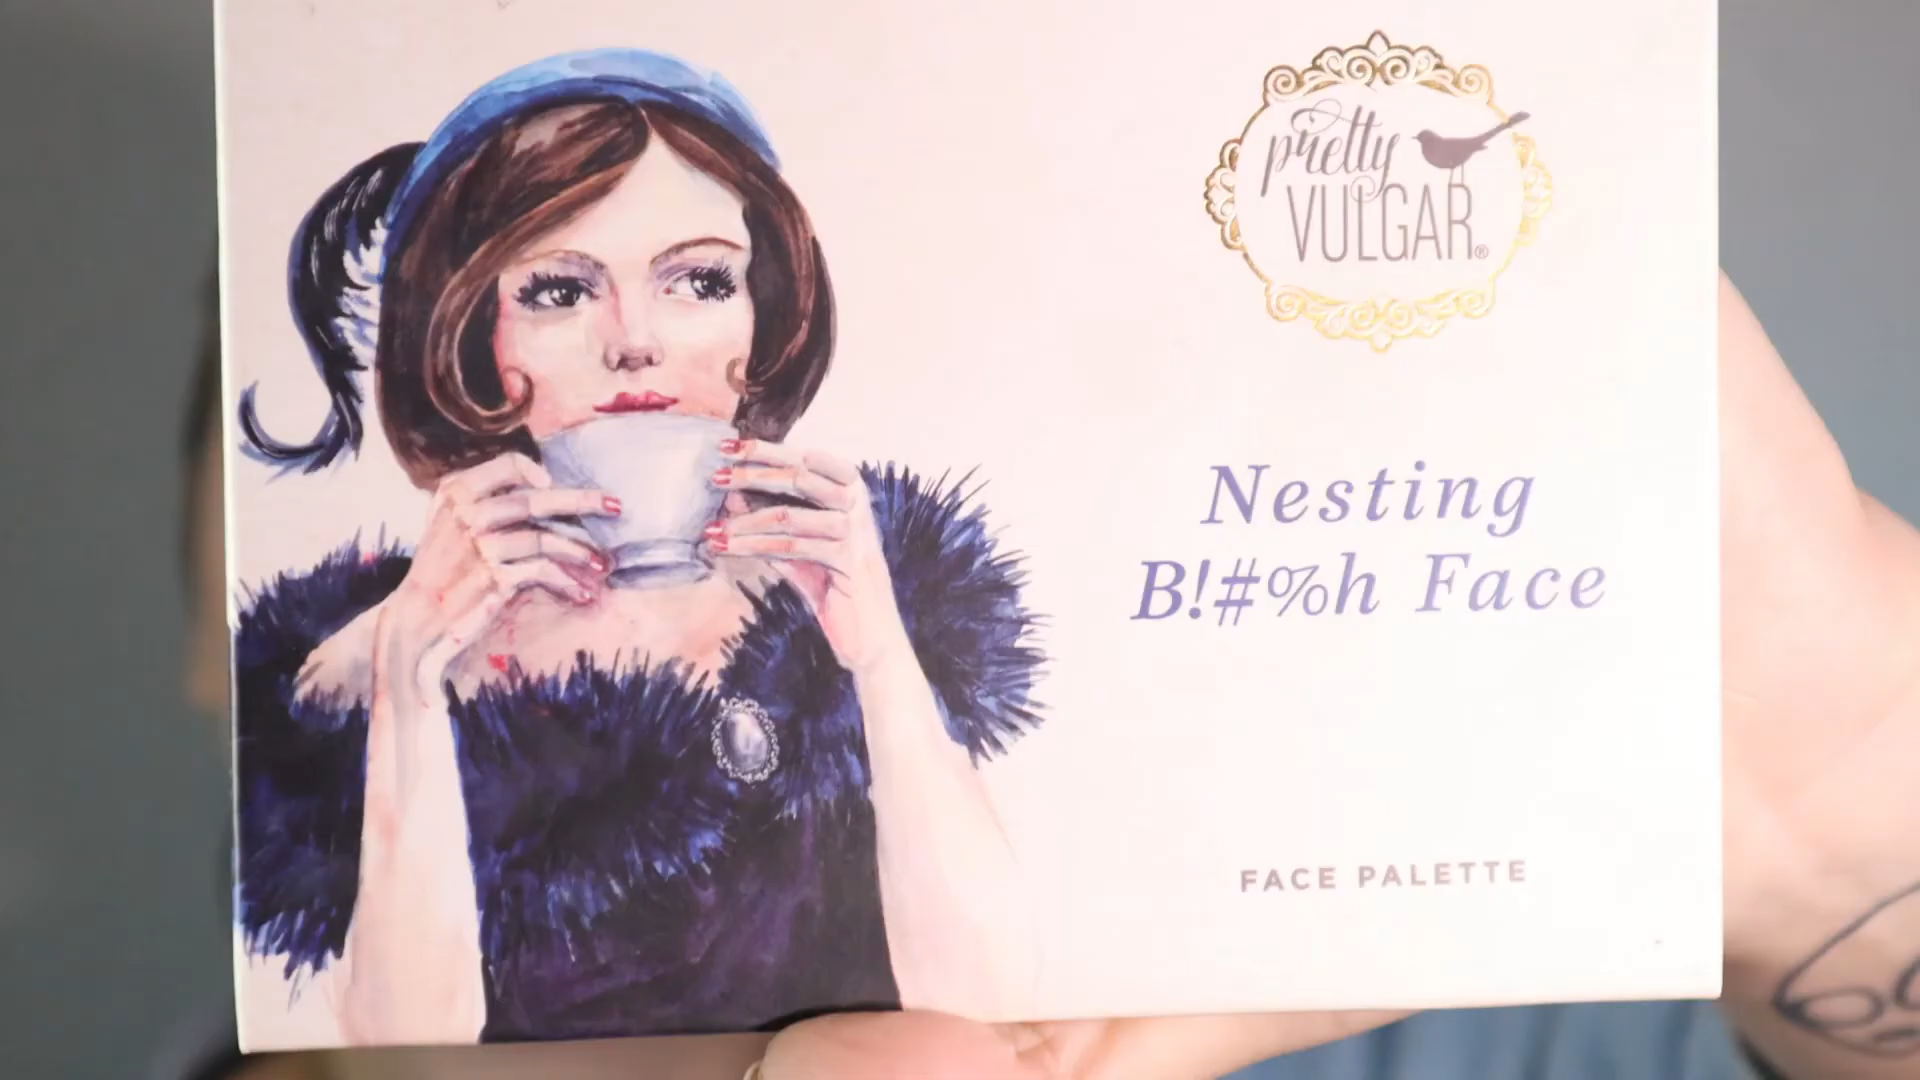 pretty
VULGAR®
Nesting
B!#%h Face
FACE PALETTE